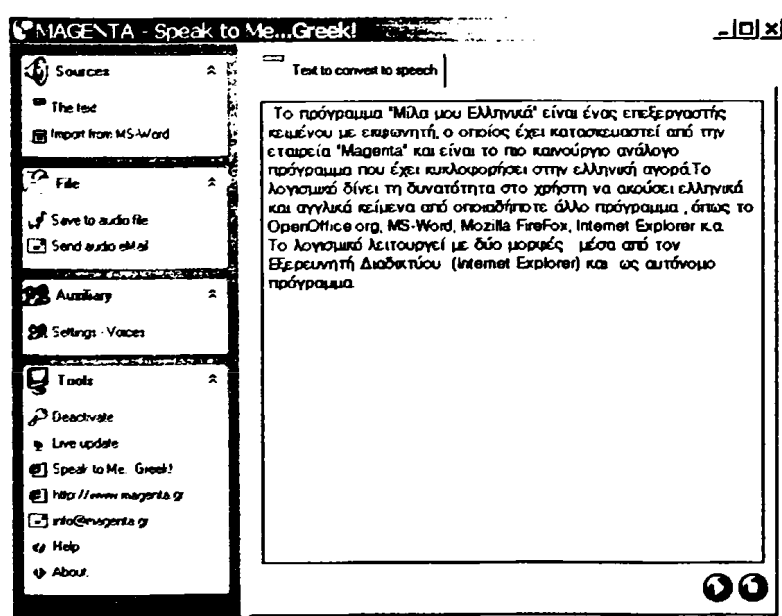 MAGENTA - Speak to Me...Greek!
Sources
The text
Import from MS-Word
File
Save to audio file
Send audio eMail
Auxiliary
Settings - Voices
Tools
Deactivate
Live update
Speak to Me. Greek!
http://www.magenta.gr
info@magenta.gr
Help
About.
Text to convert to speech
Το πρόγραμμα "Μίλα μου Ελληνικά" είναι ένας επεξεργαστής
κειμένου με εκφωνητή, ο οποίος έχει κατασκευαστεί από την
εταιρεία "Magenta" και είναι το πιο καινούργιο ανάλογο
πρόγραμμα που έχει κυκλοφορήσει στην ελληνική αγορά.Το
λογισμικό δίνει τη δυνατότητα στο χρήστη να ακούσει ελληνικά
και αγγλικά κείμενα από οποιαδήποτε άλλο πρόγραμμα , όπως το
OpenOffice org, MS-Word, Mozilla FireFox, Internet Explorer κ.α.
Το λογισμικό λειτουργεί με δύο μορφές μέσα από τον
Εξερευνητή Διαδικτύου (Internet Explorer) και ως αυτόνομο
πρόγραμμα